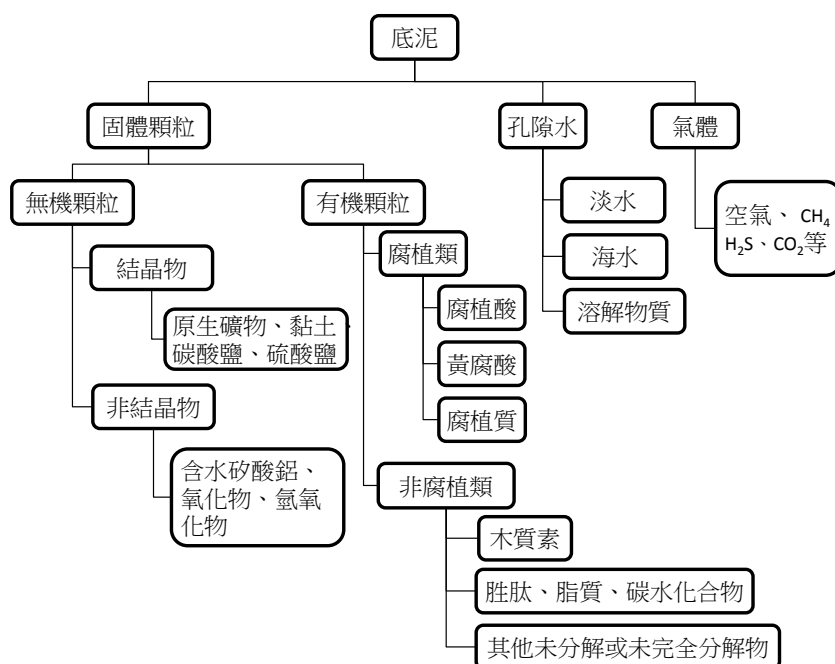 底泥
固體顆粒
孔隙水
氣體
無機顆粒
有機顆粒
淡水
海水
溶解物質
空氣、 CH₄
H₂S、CO₂等
結晶物
原生礦物、黏土
碳酸鹽、硫酸鹽
非結晶物
含水矽酸鋁、
氧化物、氫氧
化物
腐植類
腐植酸
黃腐酸
腐植質
非腐植類
木質素
胜肽、脂質、碳水化合物
其他未分解或未完全分解物